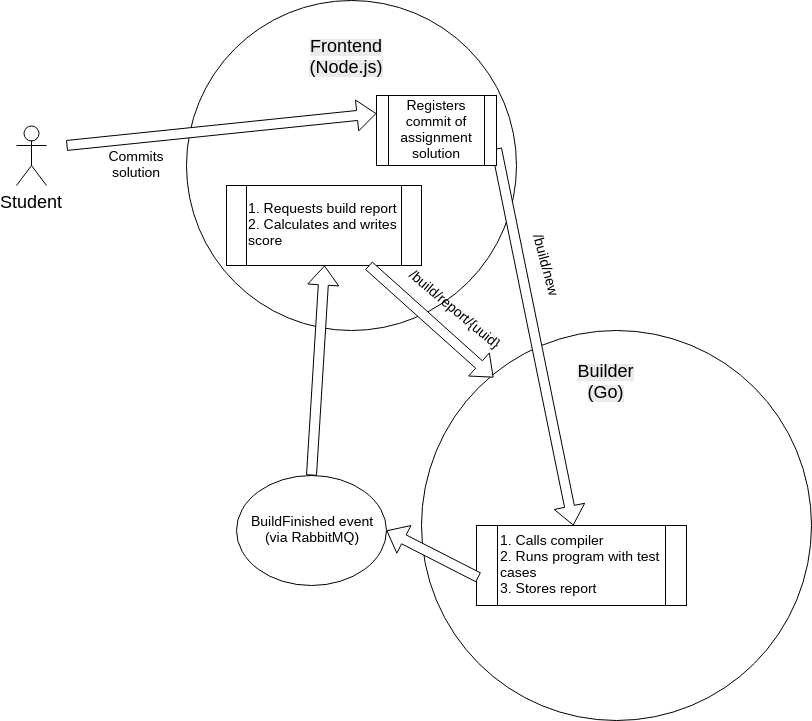 Frontend
(Node.js)
Registers
commit of
assignment
solution
Commits
solution
Student
1. Requests build report
2. Calculates and writes
score
/build/new
/build/report/{uuid}
Builder
(Go)
BuildFinished event
(via RabbitMQ)
1. Calls compiler
2. Runs program with test
cases
3. Stores report